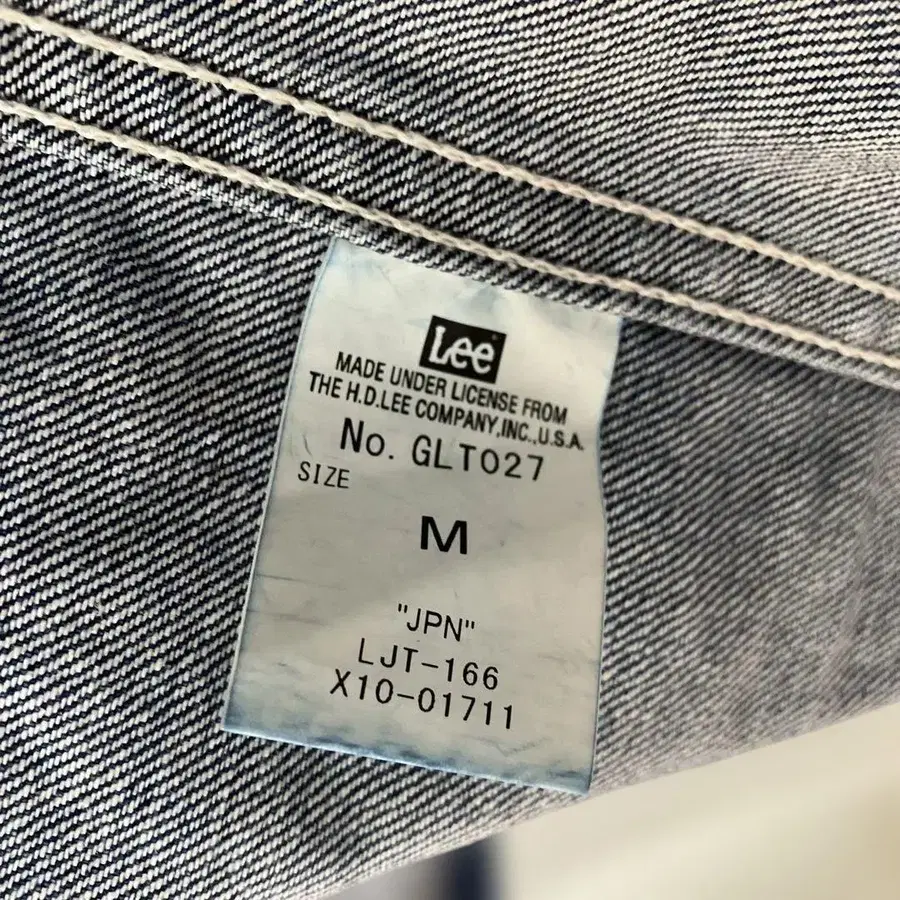 Lee
MADE UNDER LICENSE FROM
THE H.D.LEE COMPANY,INC.,U.S.A.
No. GLT027
SIZE
M
"JPN"
LJT-166
X10-01711